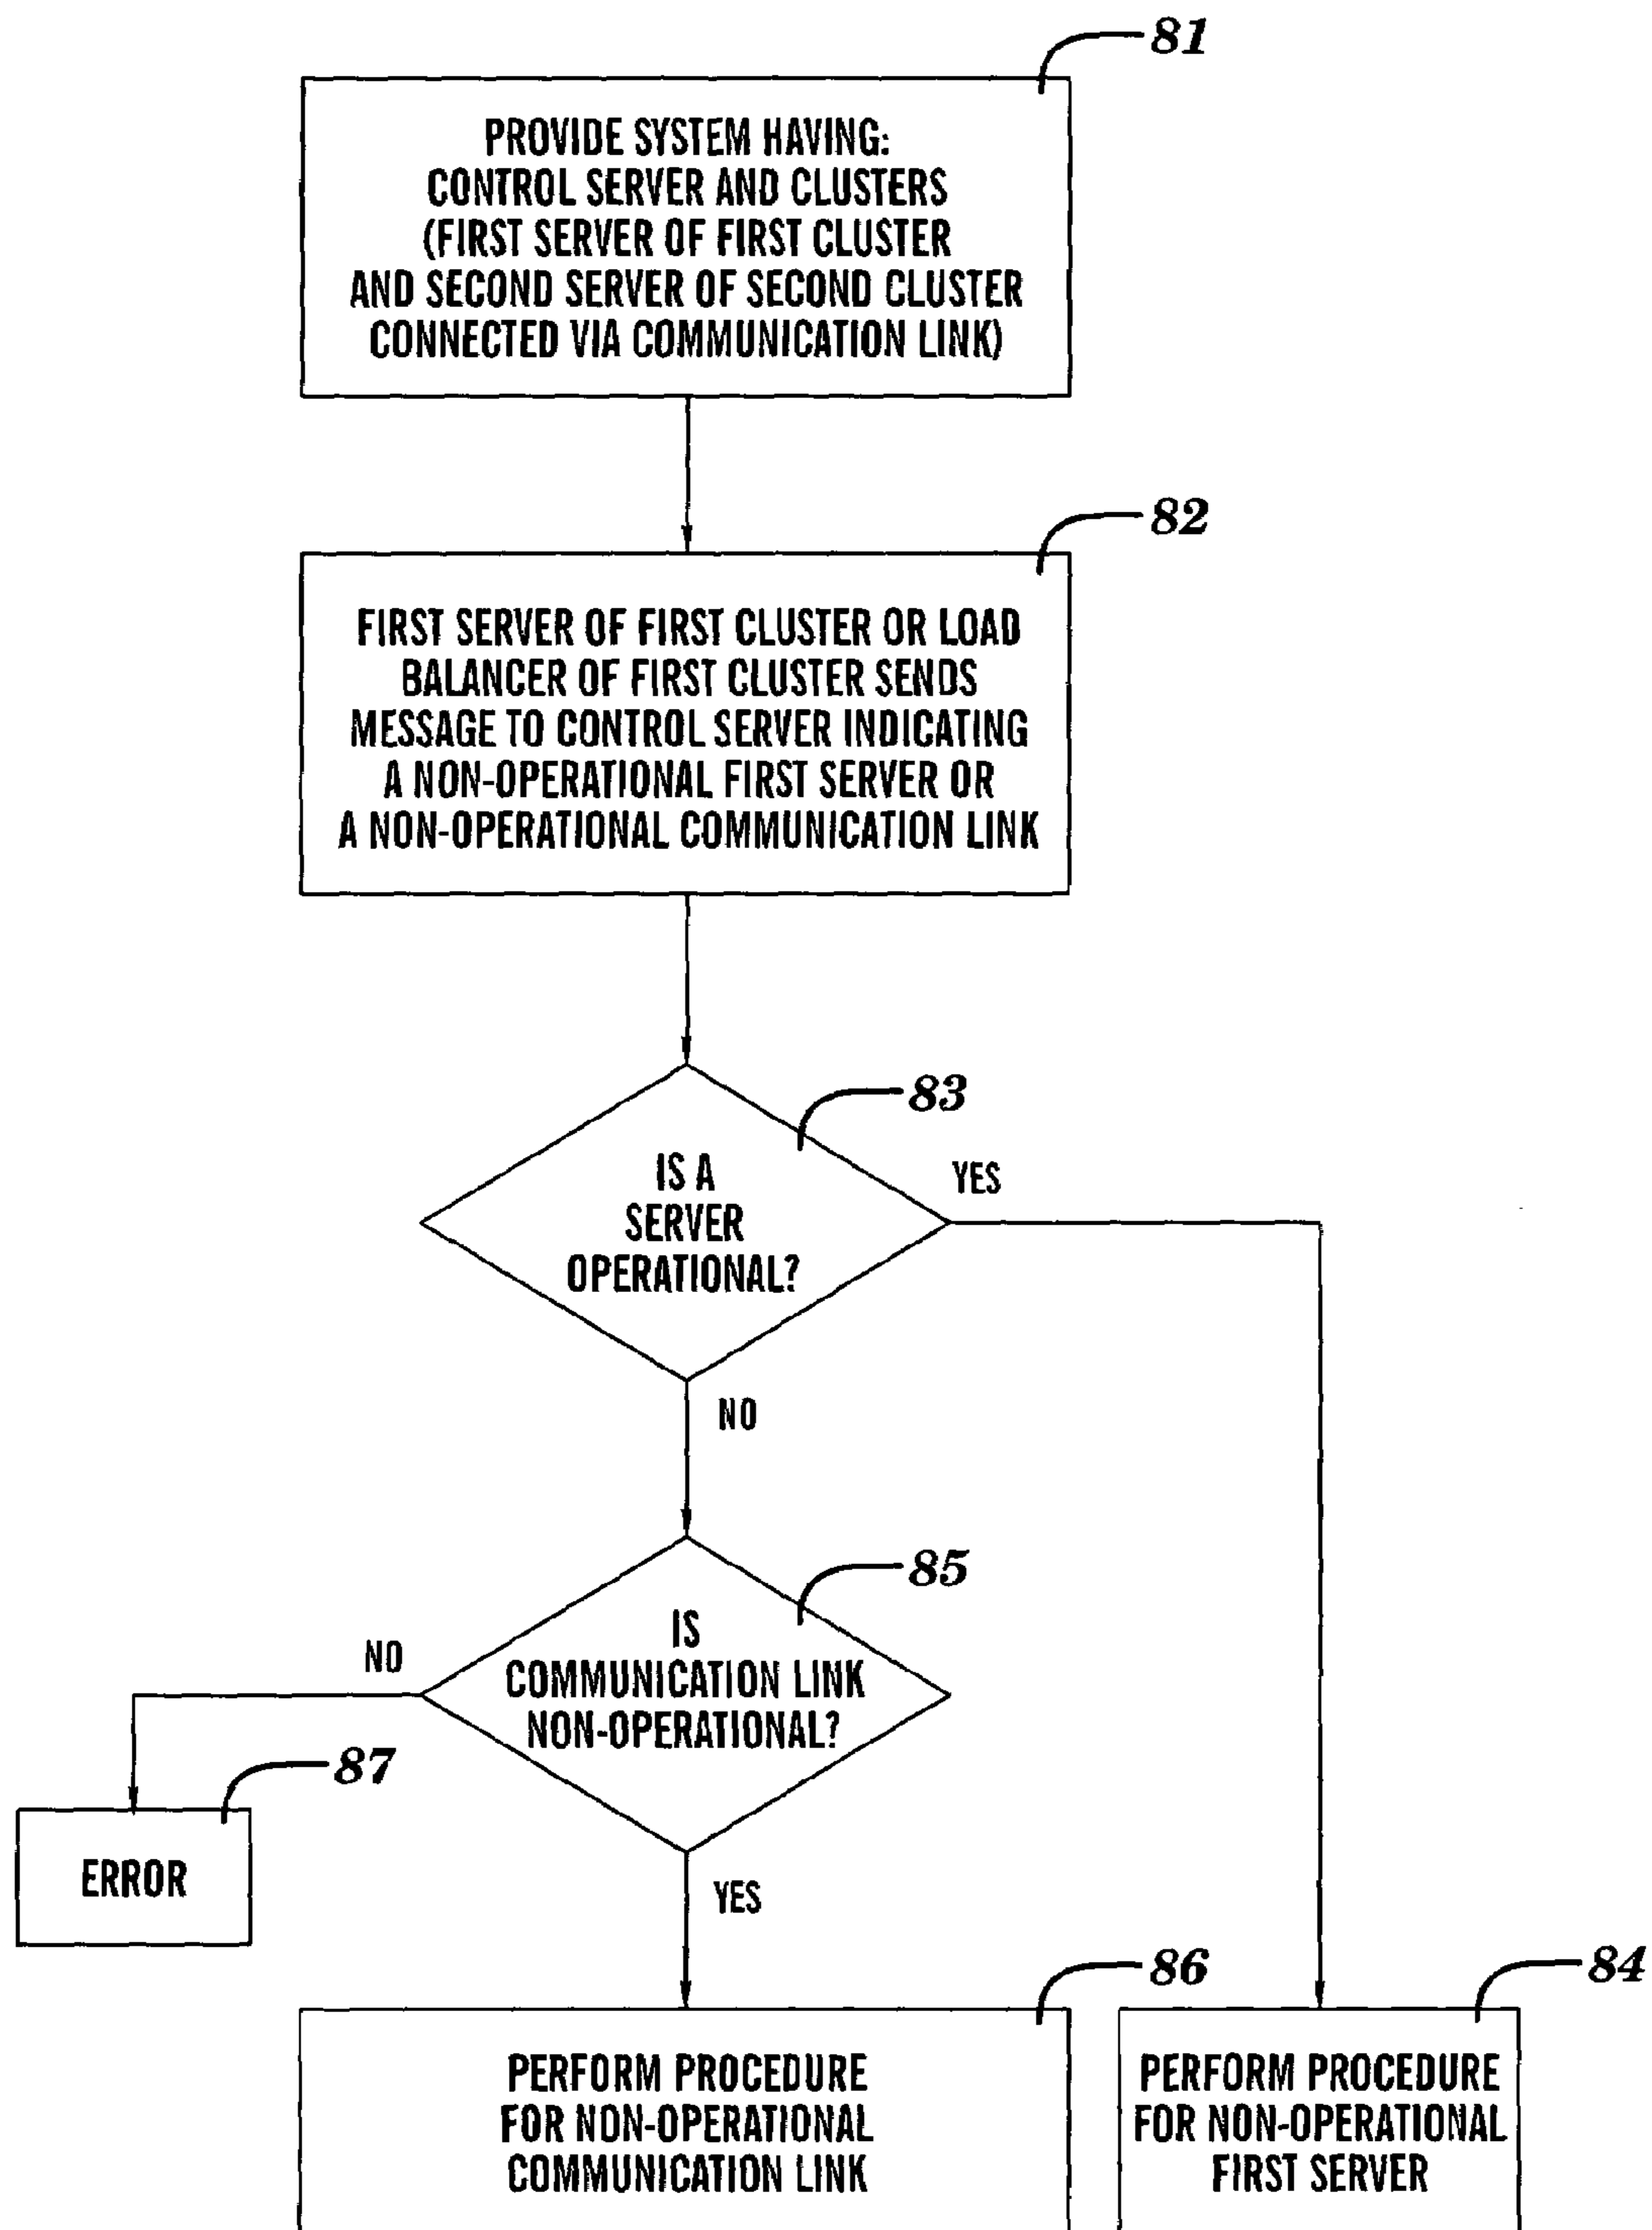 81
PROVIDE SYSTEM HAVING:
CONTROL SERVER AND CLUSTERS
(FIRST SERVER OF FIRST CLUSTER
AND SECOND SERVER OF SECOND CLUSTER
CONNECTED VIA COMMUNICATION LINK)
82
FIRST SERVER OF FIRST CLUSTER OR LOAD
BALANCER OF FIRST CLUSTER SENDS
MESSAGE TO CONTROL SERVER INDICATING
A NON-OPERATIONAL FIRST SERVER OR
A NON-OPERATIONAL COMMUNICATION LINK
83
IS A
SERVER
OPERATIONAL?
YES
NO
85
IS
COMMUNICATION LINK
NON-OPERATIONAL?
NO
87
ERROR
YES
86
PERFORM PROCEDURE
FOR NON-OPERATIONAL
COMMUNICATION LINK
84
PERFORM PROCEDURE
FOR NON-OPERATIONAL
FIRST SERVER